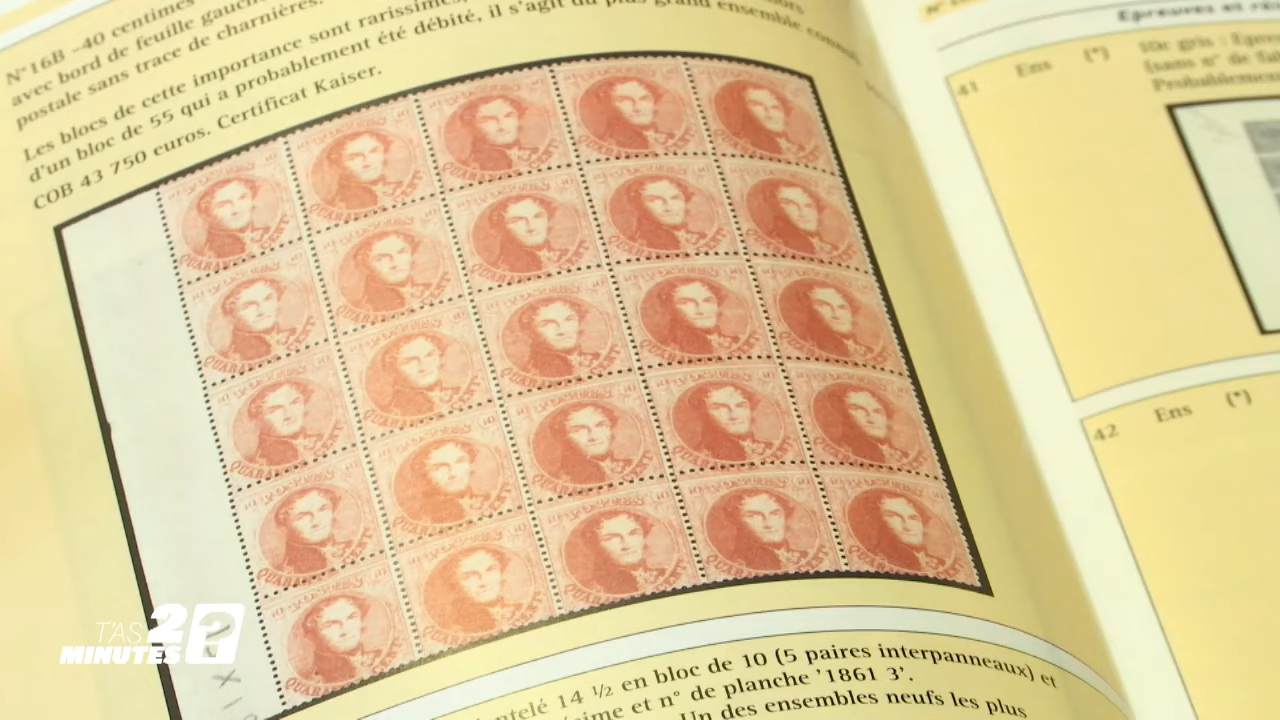 N°16B - 40 centimes
avec bord de feuille gauche
postale sans trace de charnières.
Les blocs de cette importance sont rarissimes,
d'un bloc de 55 qui a probablement été débité, il s'agit du plus grand ensemble connu
COB 43 750 euros. Certificat Kaiser.
QUARANTE CENT.
14 ½ en bloc de 10 (5 paires interpanneaux) et
et n° de planche '1861 3'.
Un des ensembles neufs les plus
Epreuves et
41 Ens (*)
10c gris :
(sans n° de
Probablement
42 Ens (*)
T'AS
2
MINUTES ?